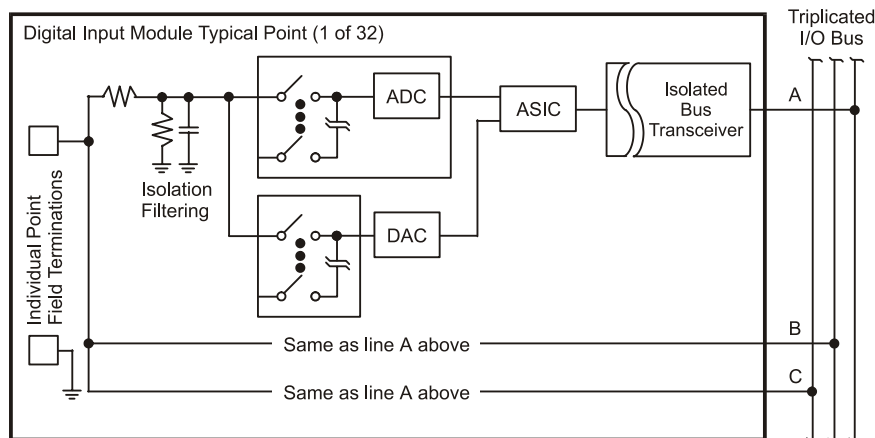 Triplicated
I/O Bus
Digital Input Module Typical Point (1 of 32)
ADC
ASIC
Isolated
Bus
Transceiver
A
Isolation
Filtering
DAC
Individual Point
Field Terminations
B
Same as line A above
C
Same as line A above